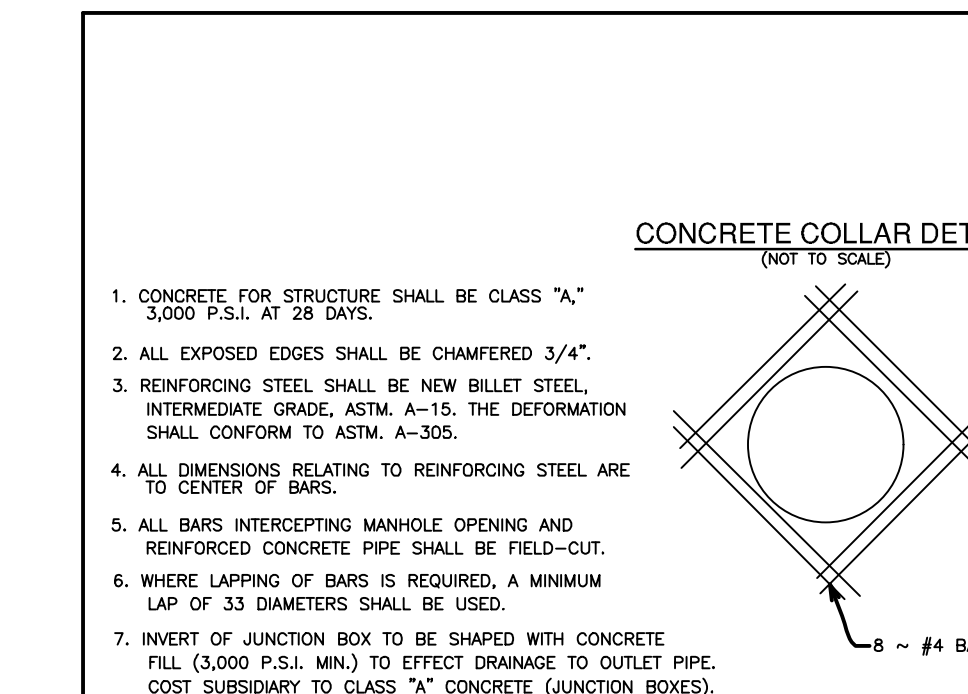 CONCRETE COLLAR
(NOT TO SCALE)
1. CONCRETE FOR STRUCTURE SHALL BE CLASS "A,"
3,000 P.S.I. AT 28 DAYS.
2. ALL EXPOSED EDGES SHALL BE CHAMFERED 3/4".
3. REINFORCING STEEL SHALL BE NEW BILLET STEEL,
INTERMEDIATE GRADE, ASTM. A-15. THE DEFORMATION
SHALL CONFORM TO ASTM. A-305.
4. ALL DIMENSIONS RELATING TO REINFORCING STEEL ARE
TO CENTER OF BARS.
5. ALL BARS INTERCEPTING MANHOLE OPENING AND
REINFORCED CONCRETE PIPE SHALL BE FIELD-CUT.
6. WHERE LAPPING OF BARS IS REQUIRED, A MINIMUM
LAP OF 33 DIAMETERS SHALL BE USED.
7. INVERT OF JUNCTION BOX TO BE SHAPED WITH CONCRETE
FILL (3,000 P.S.I. MIN.) TO EFFECT DRAINAGE TO OUTLET PIPE.
COST SUBSIDIARY TO CLASS "A" CONCRETE (JUNCTION BOXES).
8 ~ #4